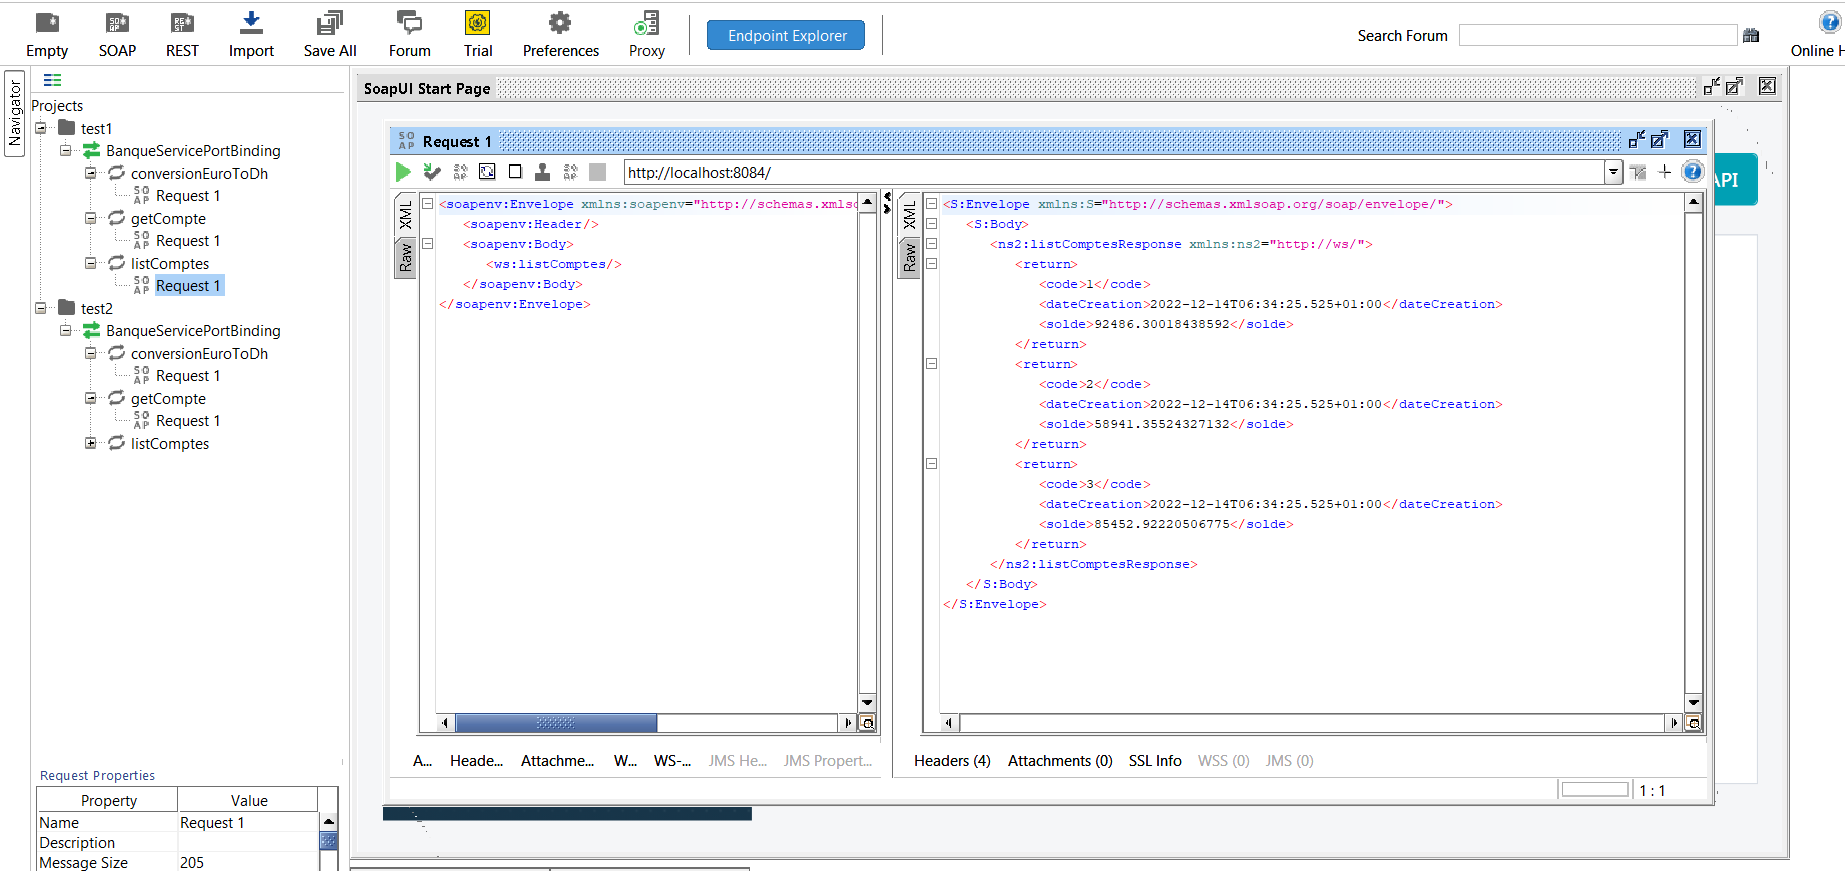 Empty SOAP REST Import Save All Forum Trial Preferences Proxy Endpoint Explorer Search Forum Online H
Navigator
Projects
test1
BanqueServicePortBinding
conversionEuroToDh
Request 1
getCompte
Request 1
listComptes
Request 1
test2
BanqueServicePortBinding
conversionEuroToDh
Request 1
getCompte
Request 1
listComptes
Request Properties
Property Value
Name Request 1
Description
Message Size 205
SoapUI Start Page
API
SOAP Request 1
http://localhost:8084/
XML
Raw
<soapenv:Envelope xmlns:soapenv="http://schemas.xmlso
<soapenv:Header/>
<soapenv:Body>
<ws:listComptes/>
</soapenv:Body>
</soapenv:Envelope>
A... Heade... Attachme... W... WS-... JMS He... JMS Propert...
XML
Raw
<S:Envelope xmlns:S="http://schemas.xmlsoap.org/soap/envelope/">
<S:Body>
<ns2:listComptesResponse xmlns:ns2="http://ws/">
<return>
<code>1</code>
<dateCreation>2022-12-14T06:34:25.525+01:00</dateCreation>
<solde>92486.30018438592</solde>
</return>
<return>
<code>2</code>
<dateCreation>2022-12-14T06:34:25.525+01:00</dateCreation>
<solde>58941.35524327132</solde>
</return>
<return>
<code>3</code>
<dateCreation>2022-12-14T06:34:25.525+01:00</dateCreation>
<solde>85452.92220506775</solde>
</return>
</ns2:listComptesResponse>
</S:Body>
</S:Envelope>
Headers (4) Attachments (0) SSL Info WSS (0) JMS (0)
1 : 1